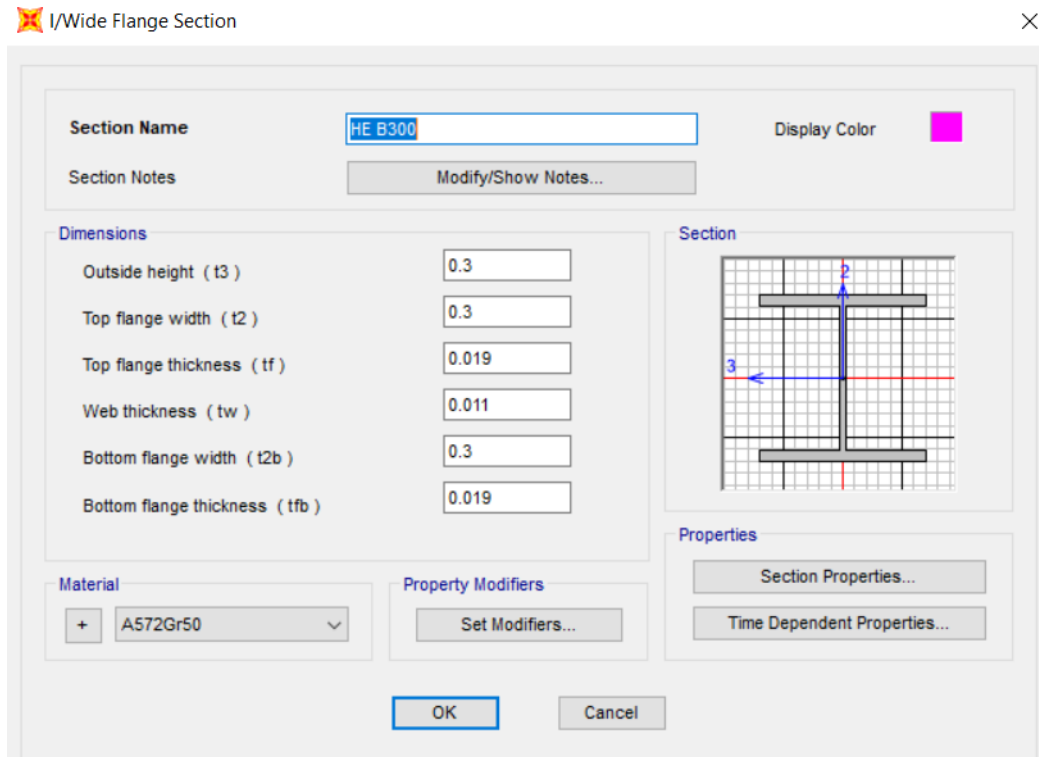 I/Wide Flange Section
Section Name HE B300 Display Color
Section Notes Modify/Show Notes...
Dimensions
Outside height ( t3 ) 0.3
Top flange width ( t2 ) 0.3
Top flange thickness ( tf ) 0.019
Web thickness ( tw ) 0.011
Bottom flange width ( t2b ) 0.3
Bottom flange thickness ( tfb ) 0.019
Section
2
3
Material
+ A572Gr50
Property Modifiers
Set Modifiers...
Properties
Section Properties...
Time Dependent Properties...
OK Cancel